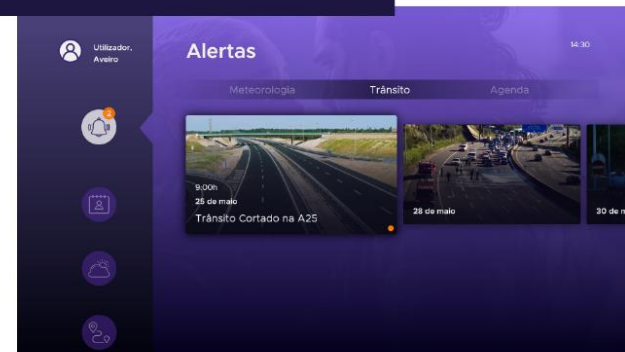 Utilizador,
Aveiro
Alertas
14:30
Meteorologia Trânsito Agenda
2
9:00h
25 de maio
Trânsito Cortado na A25
28 de maio
30 de m